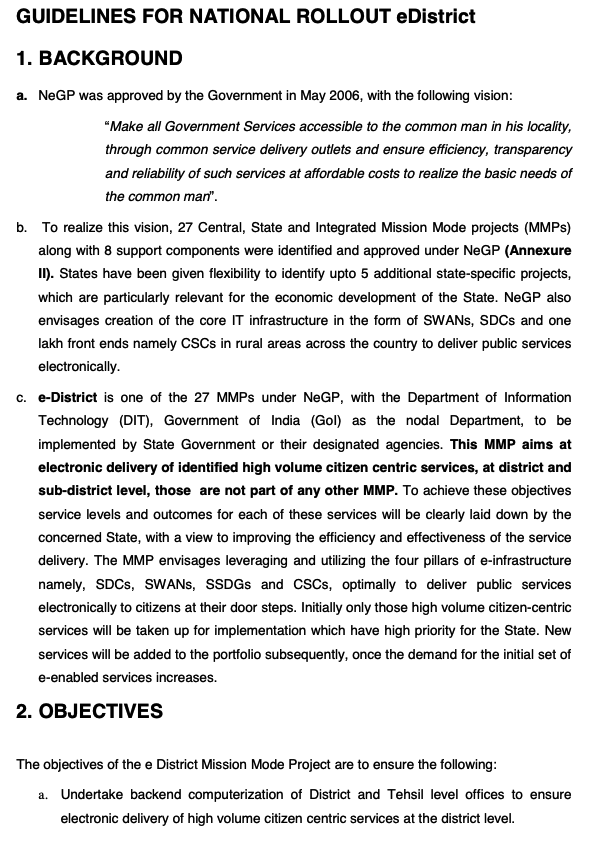 GUIDELINES FOR NATIONAL ROLLOUT eDistrict
1. BACKGROUND
a. NeGP was approved by the Government in May 2006, with the following vision:
“Make all Government Services accessible to the common man in his locality,
through common service delivery outlets and ensure efficiency, transparency
and reliability of such services at affordable costs to realize the basic needs of
the common man”.
b. To realize this vision, 27 Central, State and Integrated Mission Mode projects (MMPs)
along with 8 support components were identified and approved under NeGP (Annexure
II). States have been given flexibility to identify upto 5 additional state-specific projects,
which are particularly relevant for the economic development of the State. NeGP also
envisages creation of the core IT infrastructure in the form of SWANs, SDCs and one
lakh front ends namely CSCs in rural areas across the country to deliver public services
electronically.
c. e-District is one of the 27 MMPs under NeGP, with the Department of Information
Technology (DIT), Government of India (GoI) as the nodal Department, to be
implemented by State Government or their designated agencies. This MMP aims at
electronic delivery of identified high volume citizen centric services, at district and
sub-district level, those are not part of any other MMP. To achieve these objectives
service levels and outcomes for each of these services will be clearly laid down by the
concerned State, with a view to improving the efficiency and effectiveness of the service
delivery. The MMP envisages leveraging and utilizing the four pillars of e-infrastructure
namely, SDCs, SWANs, SSDGs and CSCs, optimally to deliver public services
electronically to citizens at their door steps. Initially only those high volume citizen-centric
services will be taken up for implementation which have high priority for the State. New
services will be added to the portfolio subsequently, once the demand for the initial set of
e-enabled services increases.
2. OBJECTIVES
The objectives of the e District Mission Mode Project are to ensure the following:
a. Undertake backend computerization of District and Tehsil level offices to ensure
electronic delivery of high volume citizen centric services at the district level.